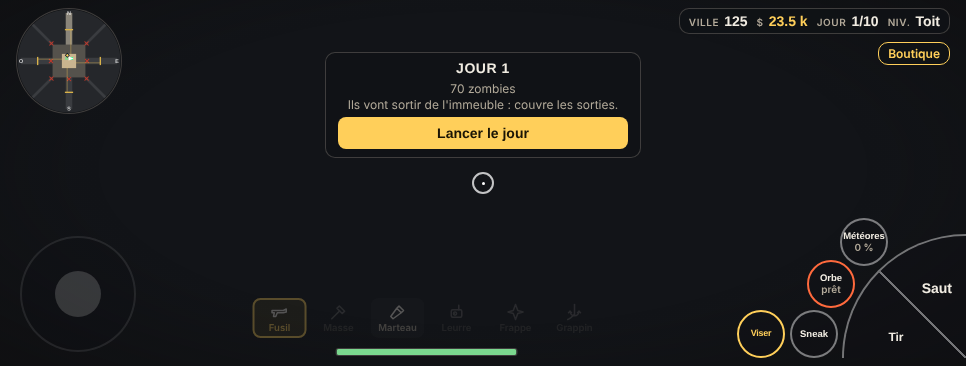 N
O
E
S
VILLE 125 $ 23.5 k JOUR 1/10 NIV. Toit
Boutique
JOUR 1
70 zombies
Ils vont sortir de l'immeuble : couvre les sorties.
Lancer le jour
Météores
0 %
Orbe
prêt
Saut
Viser
Sneak
Tir
Fusil
Masse
Marteau
Leurre
Frappe
Grappin